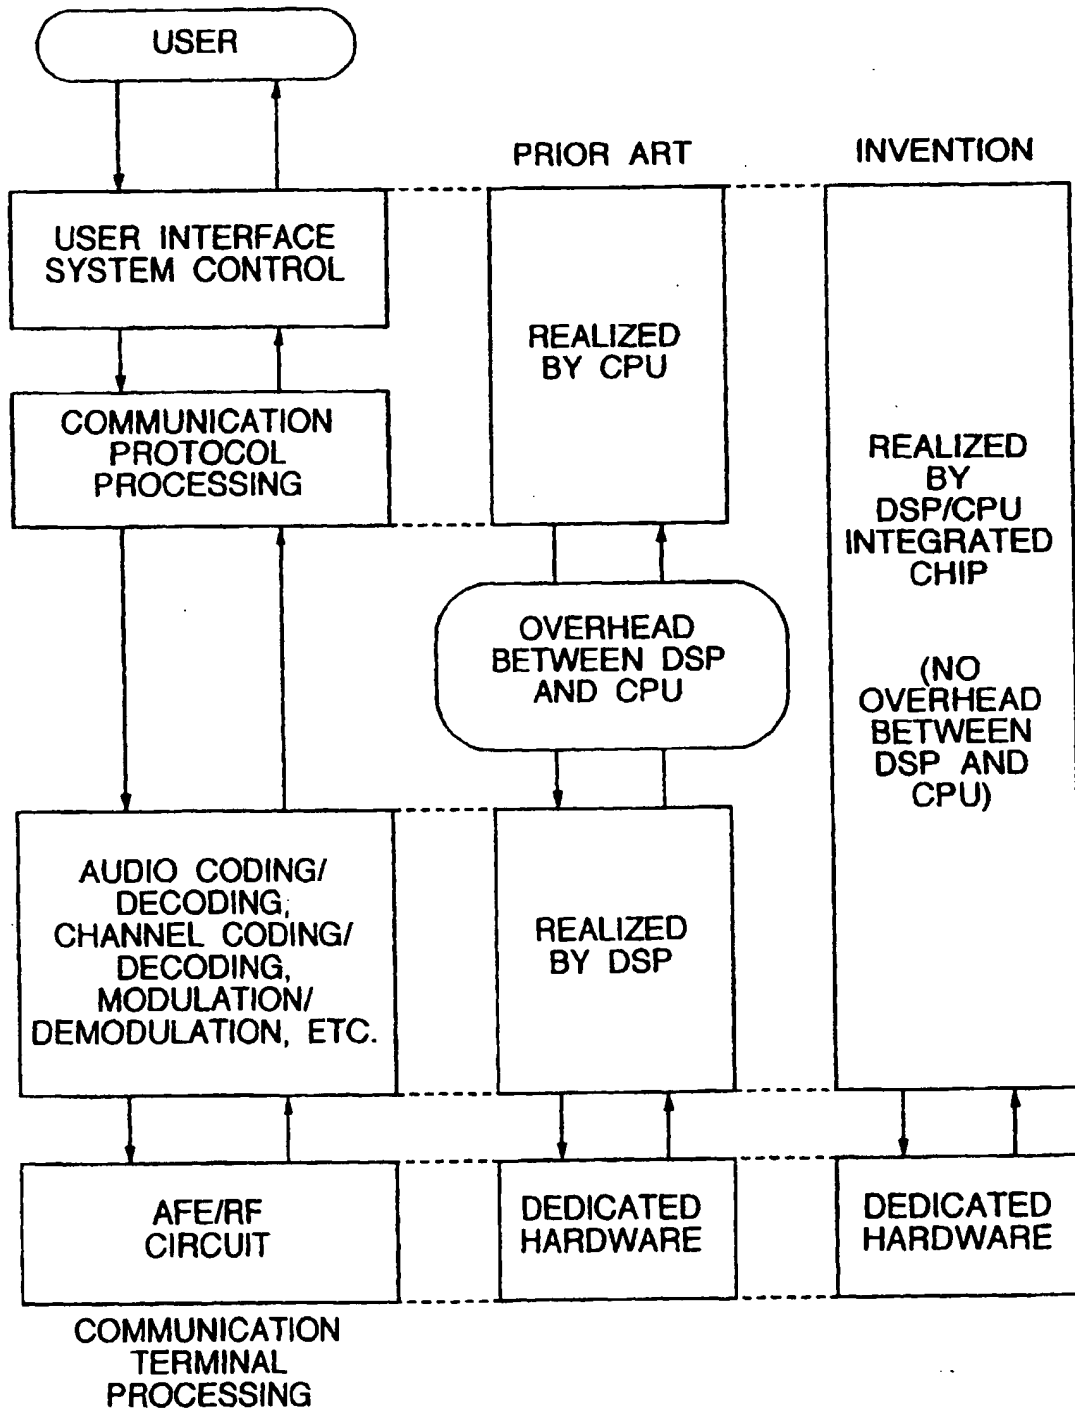 USER
PRIOR ART
INVENTION
USER INTERFACE
SYSTEM CONTROL
REALIZED
BY CPU
COMMUNICATION
PROTOCOL
PROCESSING
REALIZED
BY
DSP/CPU
INTEGRATED
CHIP
(NO
OVERHEAD
BETWEEN
DSP AND
CPU)
OVERHEAD
BETWEEN DSP
AND CPU
AUDIO CODING/
DECODING,
CHANNEL CODING/
DECODING,
MODULATION/
DEMODULATION, ETC.
REALIZED
BY DSP
AFE/RF
CIRCUIT
DEDICATED
HARDWARE
DEDICATED
HARDWARE
COMMUNICATION
TERMINAL
PROCESSING